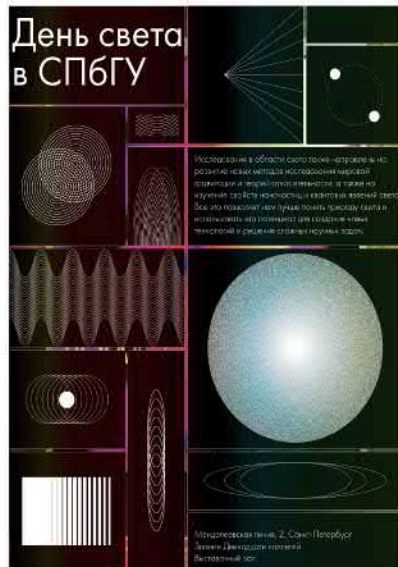 День света
в СПбГУ
Исследования в области света также направлены на
развитие новых методов исследования мировой
гравитации и теории относительности, а также на
изучение свойств наночастиц и квантовых явлений света.
Все это позволяет нам лучше понять природу света и
использовать его потенциал для создания новых
технологий и решения сложных научных задач.
Менделеевская линия, 2, Санкт-Петербург
Здание Двенадцати коллегий
Выставочный зал